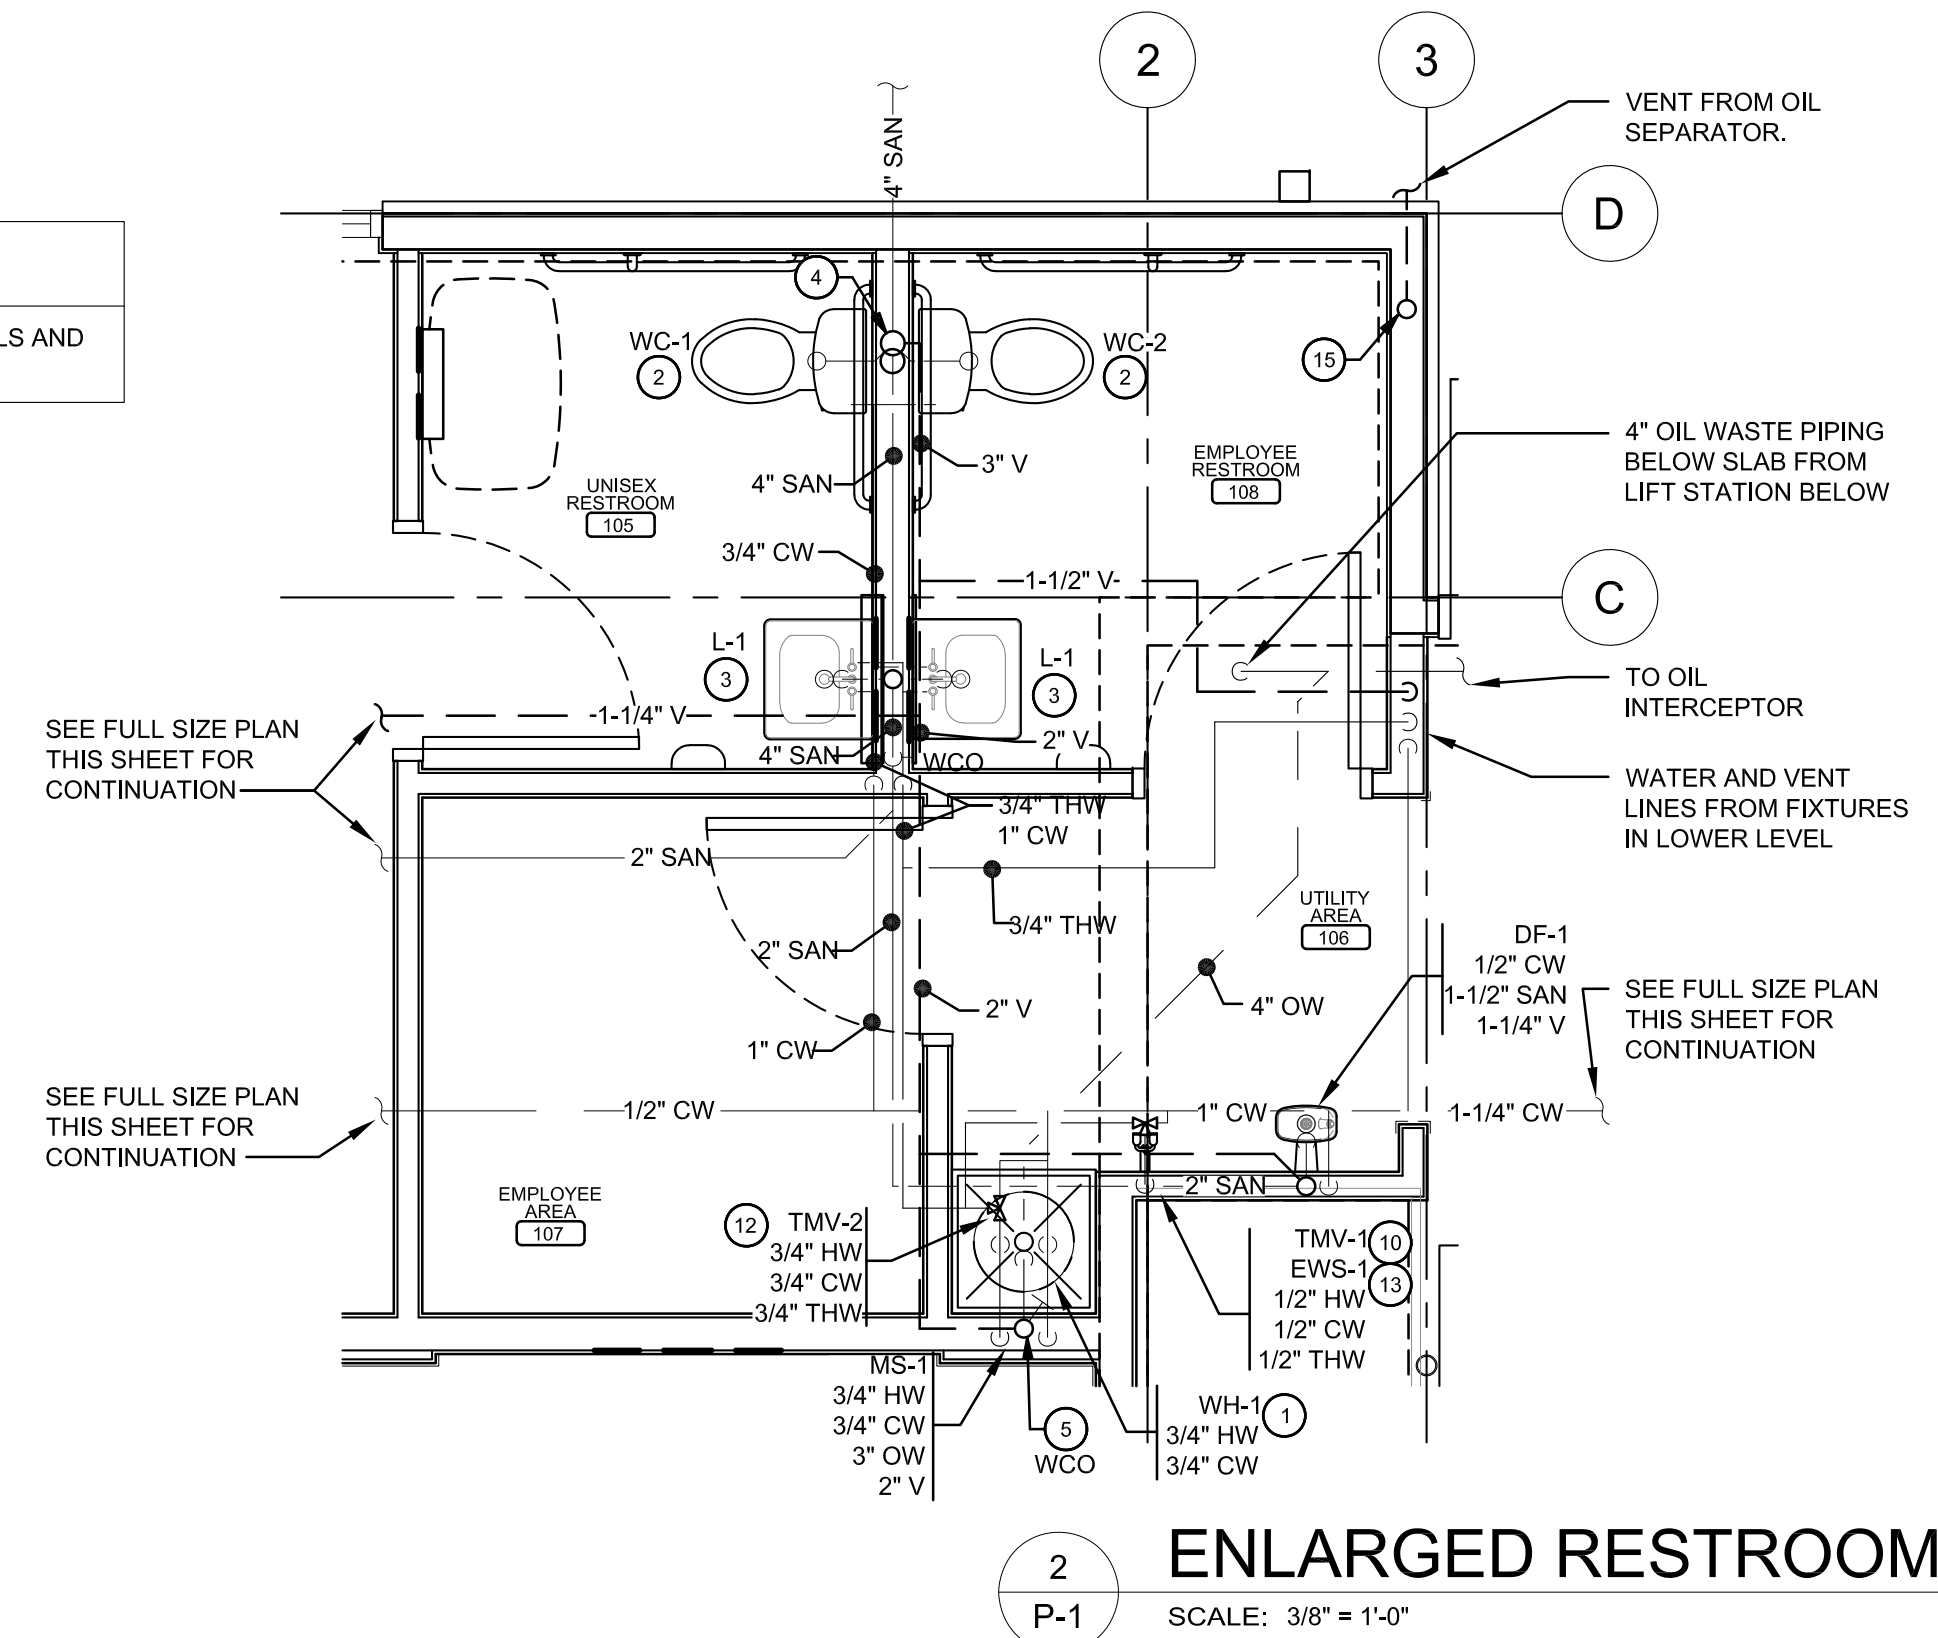 2
3
VENT FROM OIL
SEPARATOR.
4" SAN
D
LS AND
4
WC-1
2
WC-2
2
15
4" OIL WASTE PIPING
BELOW SLAB FROM
LIFT STATION BELOW
3" V
4" SAN
EMPLOYEE
RESTROOM
108
UNISEX
RESTROOM
105
3/4" CW
1-1/2" V
C
L-1
3
L-1
3
TO OIL
INTERCEPTOR
SEE FULL SIZE PLAN
THIS SHEET FOR
CONTINUATION
1-1/4" V
4" SAN
2" V
WCO
WATER AND VENT
LINES FROM FIXTURES
IN LOWER LEVEL
3/4" THW
1" CW
2" SAN
3/4" THW
UTILITY
AREA
106
2" SAN
DF-1
1/2" CW
1-1/2" SAN
1-1/4" V
SEE FULL SIZE PLAN
THIS SHEET FOR
CONTINUATION
2" V
4" OW
1" CW
SEE FULL SIZE PLAN
THIS SHEET FOR
CONTINUATION
1/2" CW
1" CW
1-1/4" CW
2" SAN
EMPLOYEE
AREA
107
12
TMV-2
3/4" HW
3/4" CW
3/4" THW
TMV-1
10
EWS-1
13
1/2" HW
1/2" CW
1/2" THW
MS-1
3/4" HW
3/4" CW
3" OW
2" V
5
WCO
WH-1
1
3/4" HW
3/4" CW
2
P-1
ENLARGED RESTROOM
SCALE: 3/8" = 1'-0"